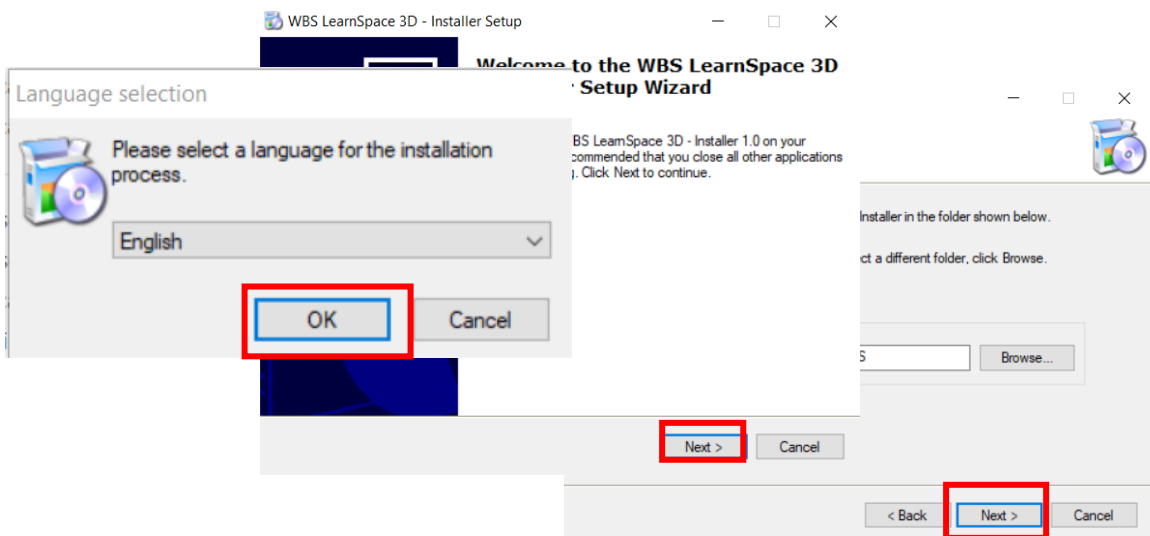 WBS LearnSpace 3D - Installer Setup
Welcome to the WBS LearnSpace 3D
Setup Wizard
Language selection
Please select a language for the installation
process.
English
OK
Cancel
BS LearnSpace 3D - Installer 1.0 on your
commended that you close all other applications
. Click Next to continue.
Next >
Cancel
Installer in the folder shown below.
ct a different folder, click Browse.
S
Browse...
< Back
Next >
Cancel